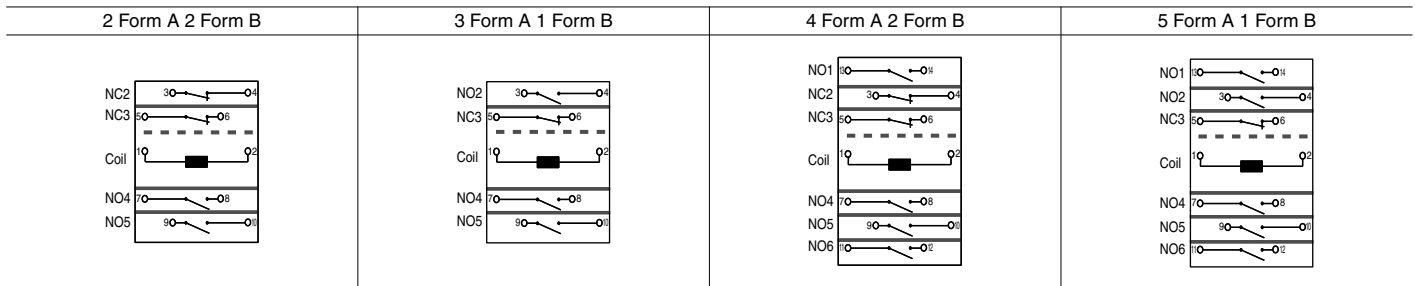 2 Form A 2 Form B
3 Form A 1 Form B
4 Form A 2 Form B
5 Form A 1 Form B
NC2 3 4
NC3 5 6
Coil 1 2
NO4 7 8
NO5 9 10
NO2 3 4
NC3 5 6
Coil 1 2
NO4 7 8
NO5 9 10
NO1 13 14
NC2 3 4
NC3 5 6
Coil 1 2
NO4 7 8
NO5 9 10
NO6 11 12
NO1 13 14
NO2 3 4
NC3 5 6
Coil 1 2
NO4 7 8
NO5 9 10
NO6 11 12